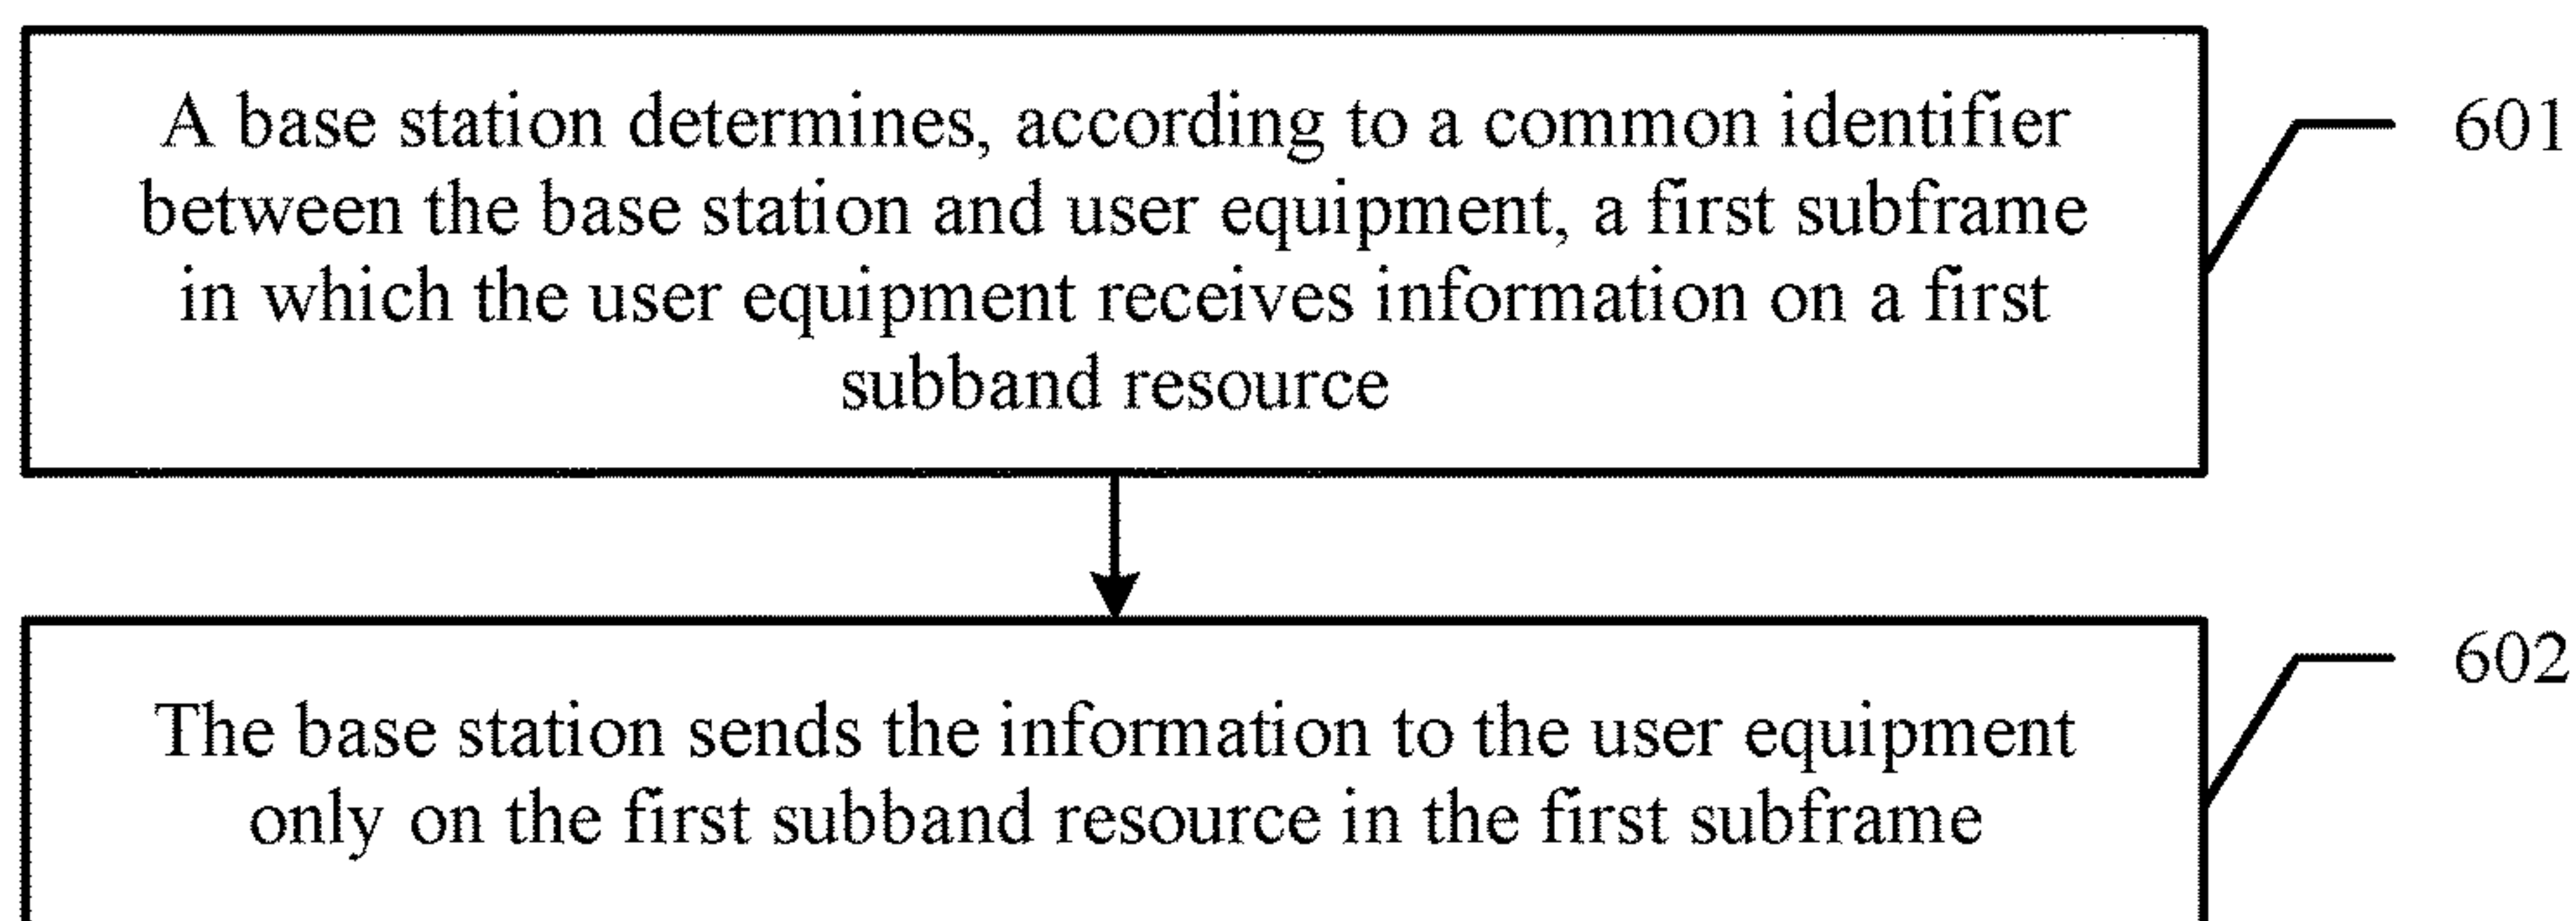 A base station determines, according to a common identifier
between the base station and user equipment, a first subframe
in which the user equipment receives information on a first
subband resource
601
The base station sends the information to the user equipment
only on the first subband resource in the first subframe
602